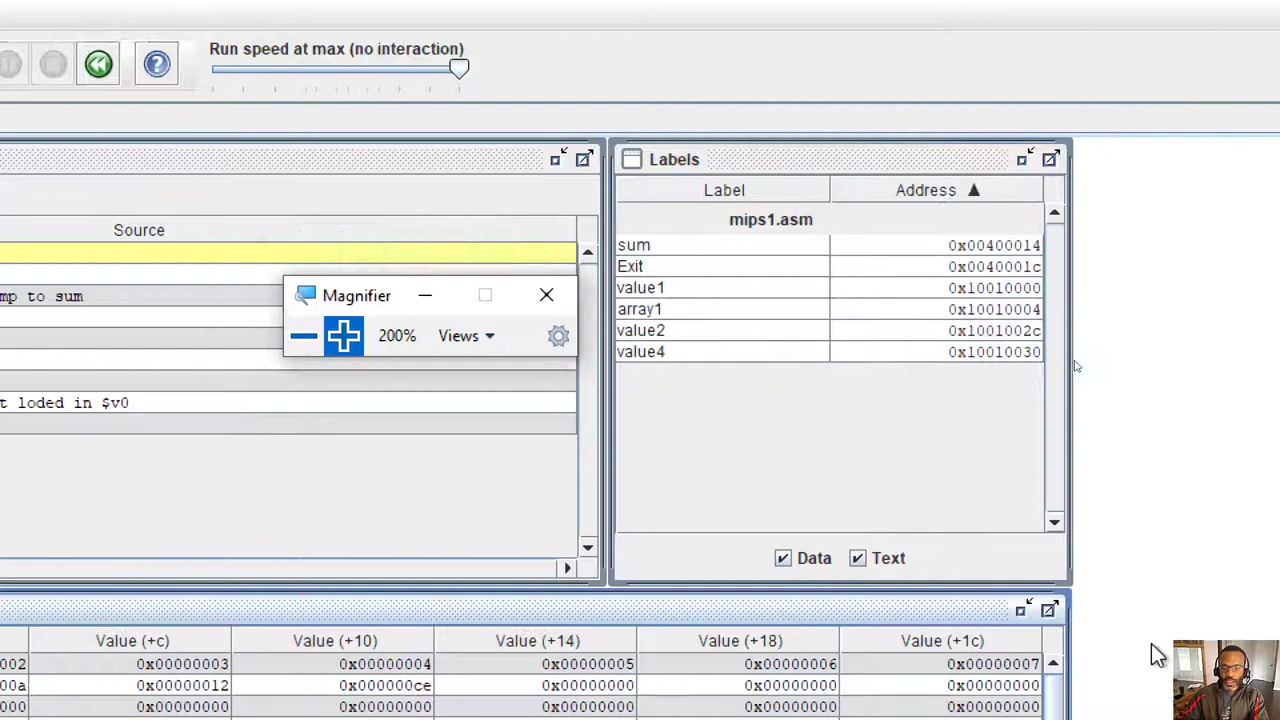 Run speed at max (no interaction)
Labels
Label Address ▲
mips1.asm
Source
sum 0x00400014
Exit 0x0040001c
value1 0x10010000
mp to sum
Magnifier
array1 0x10010004
200% Views
value2 0x1001002c
value4 0x10010030
t loded in $v0
Data Text
Value (+c) Value (+10) Value (+14) Value (+18) Value (+1c)
002 0x00000003 0x00000004 0x00000005 0x00000006 0x00000007
00a 0x00000012 0x000000ce 0x00000000 0x00000000 0x00000000
000 0x00000000 0x00000000 0x00000000 0x00000000 0x00000000